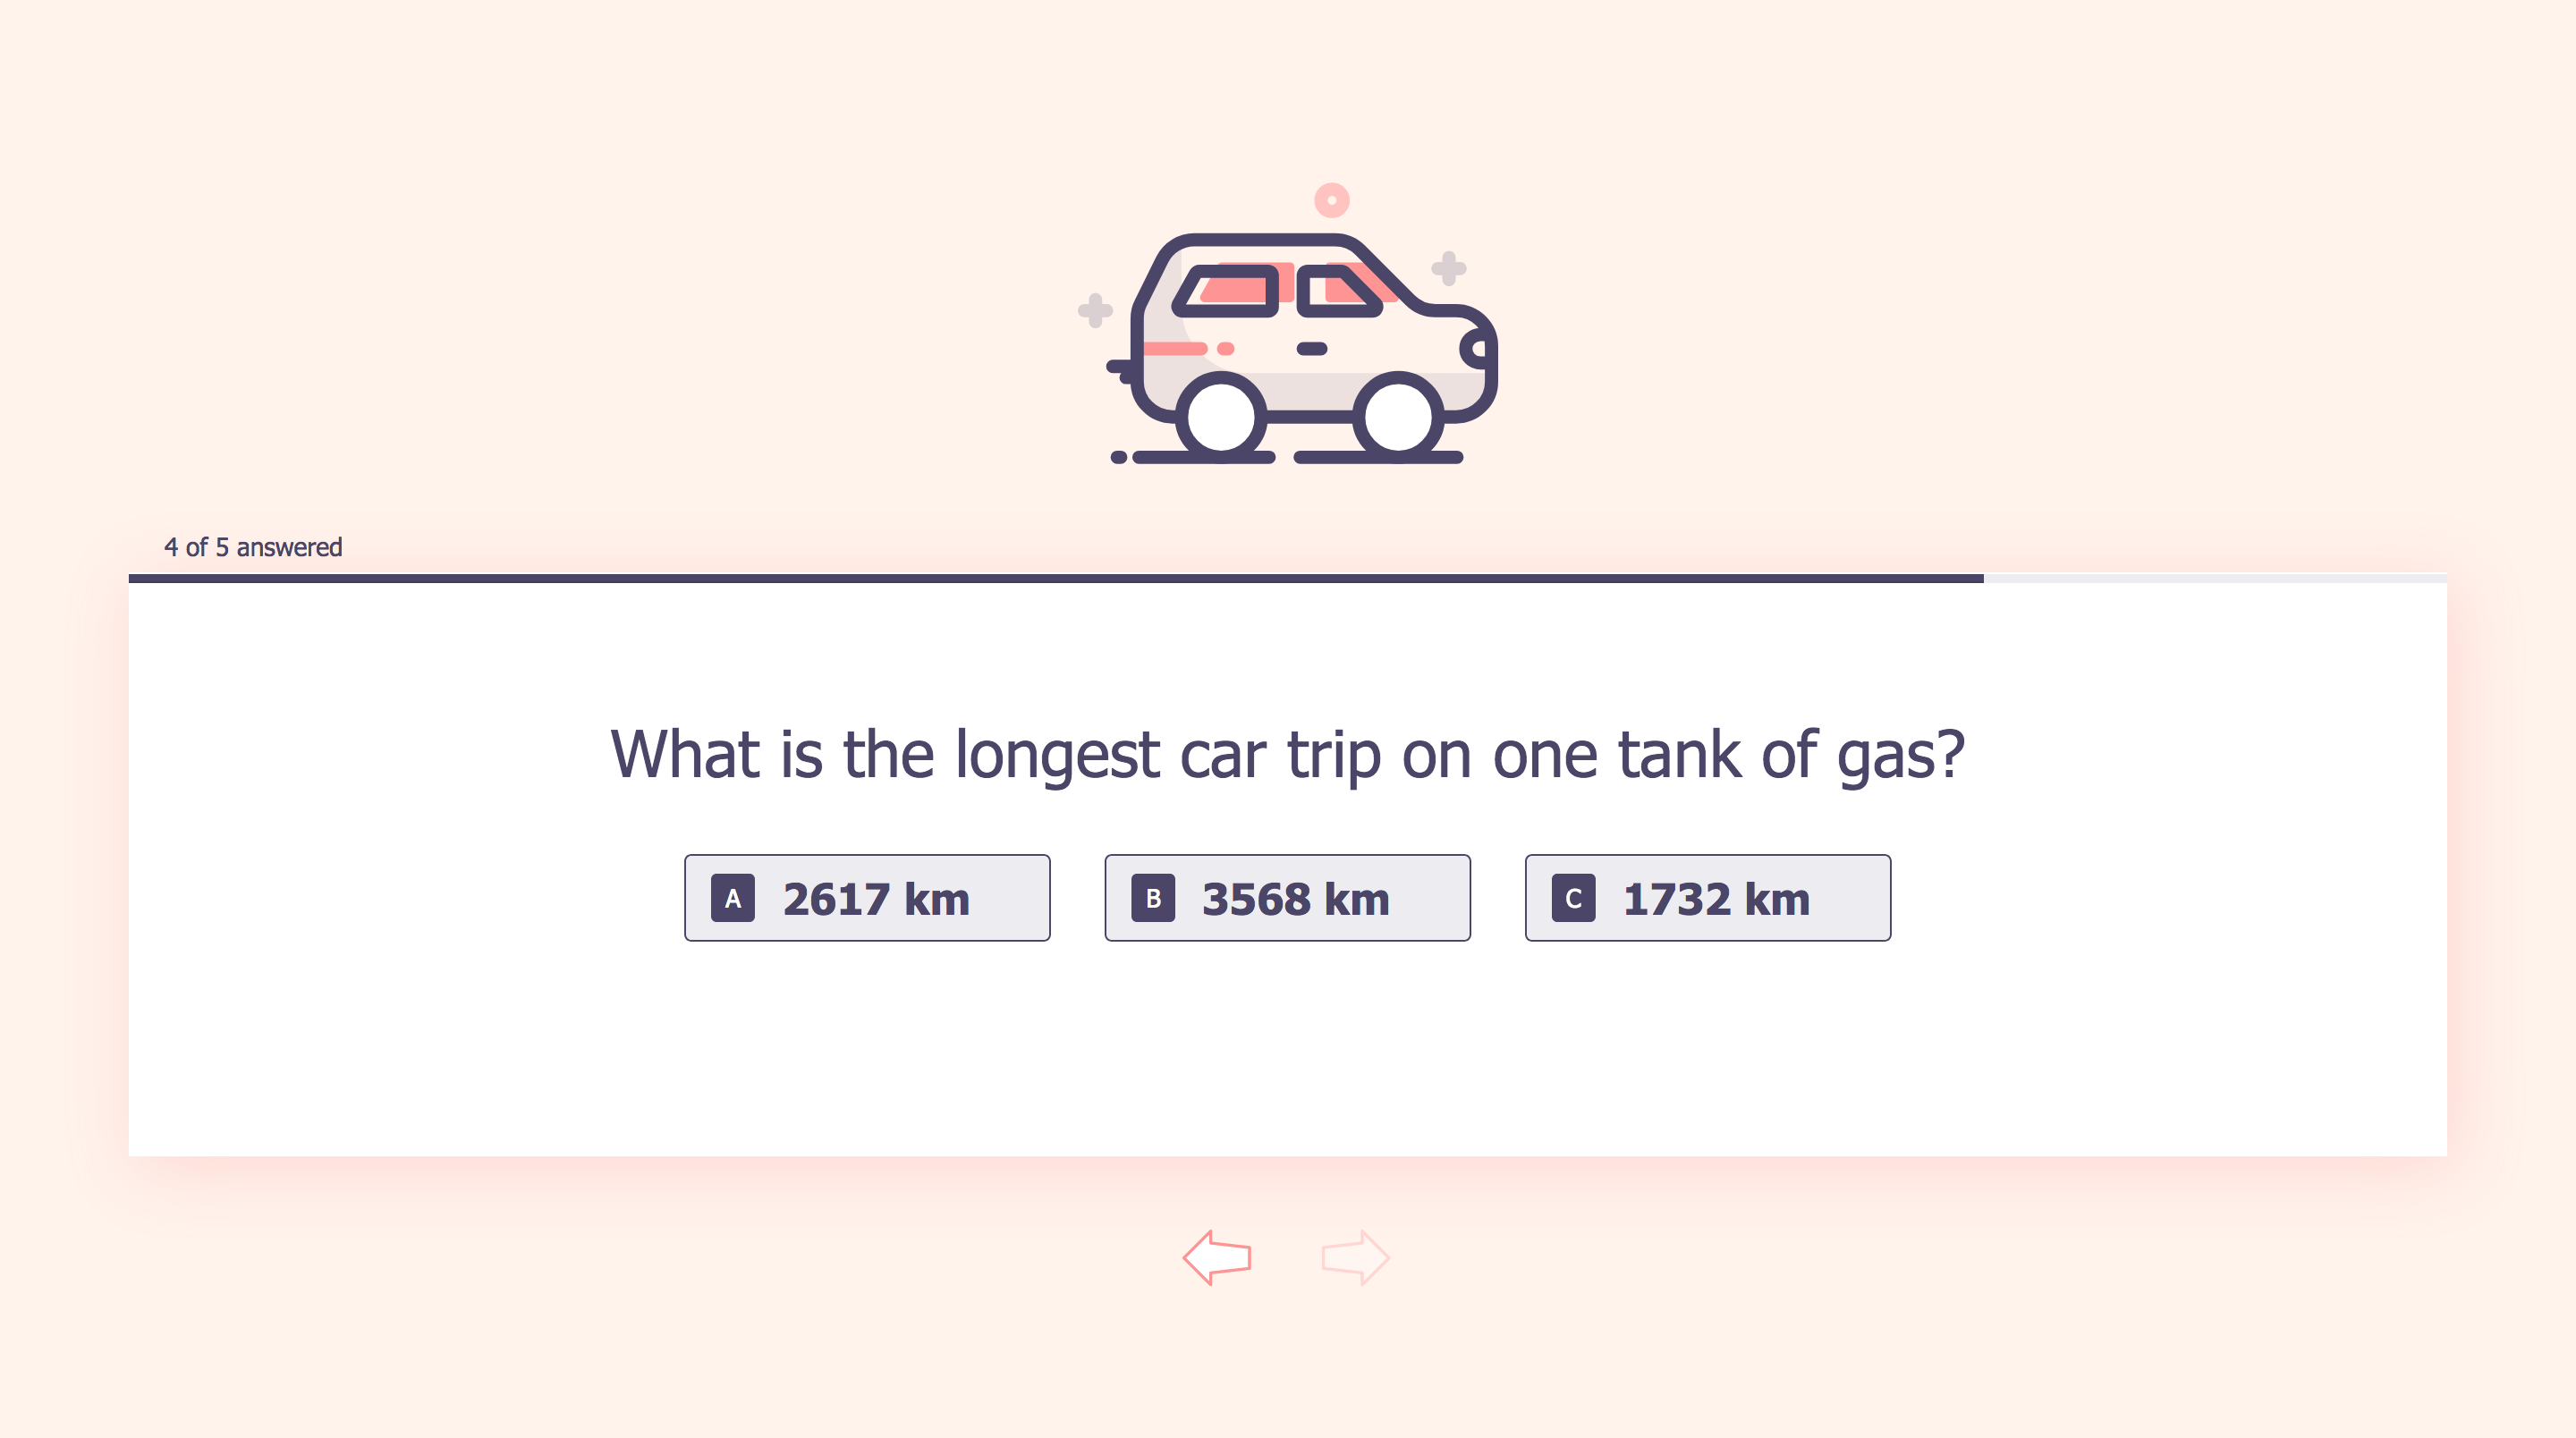 4 of 5 answered
What is the longest car trip on one tank of gas?
A 2617 km
B 3568 km
C 1732 km